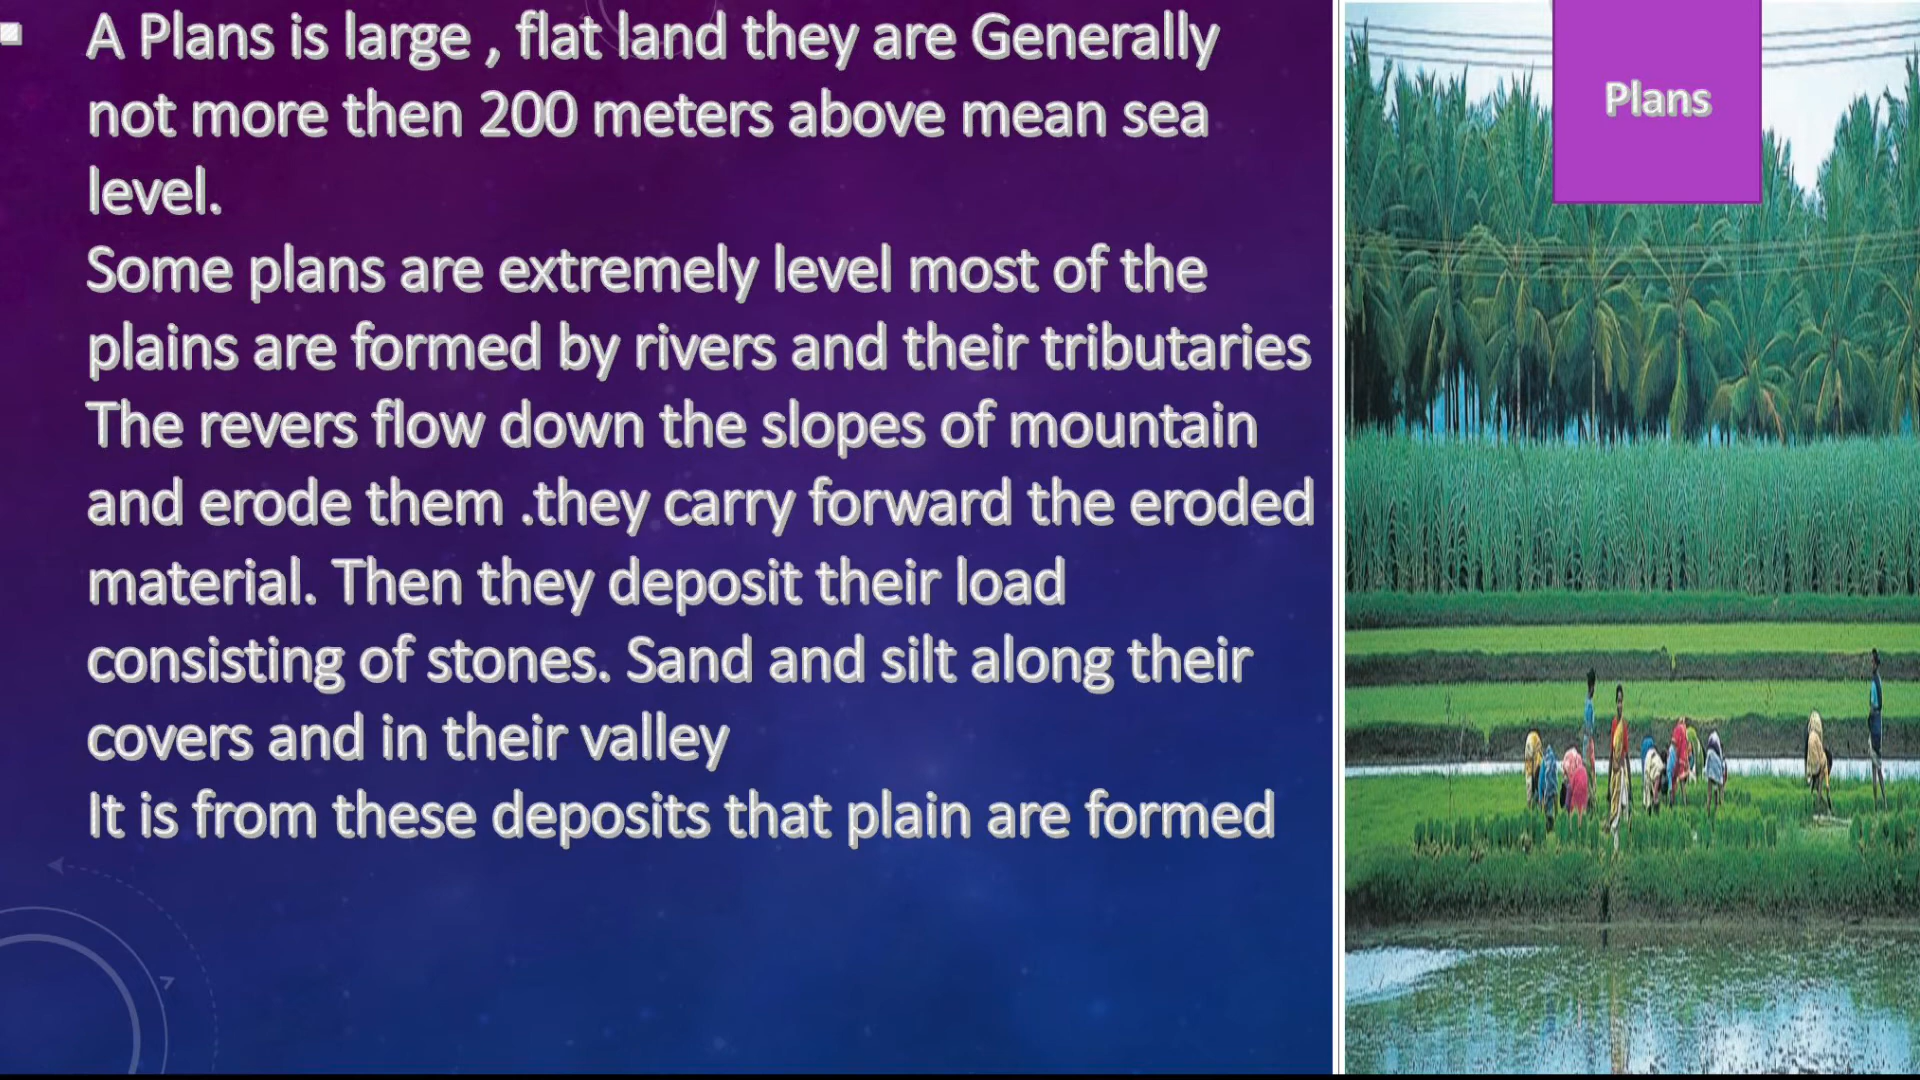 A Plans is large , flat land they are Generally
not more then 200 meters above mean sea
level.
Some plans are extremely level most of the
plains are formed by rivers and their tributaries
The revers flow down the slopes of mountain
and erode them .they carry forward the eroded
material. Then they deposit their load
consisting of stones. Sand and silt along their
covers and in their valley
It is from these deposits that plain are formed
Plans